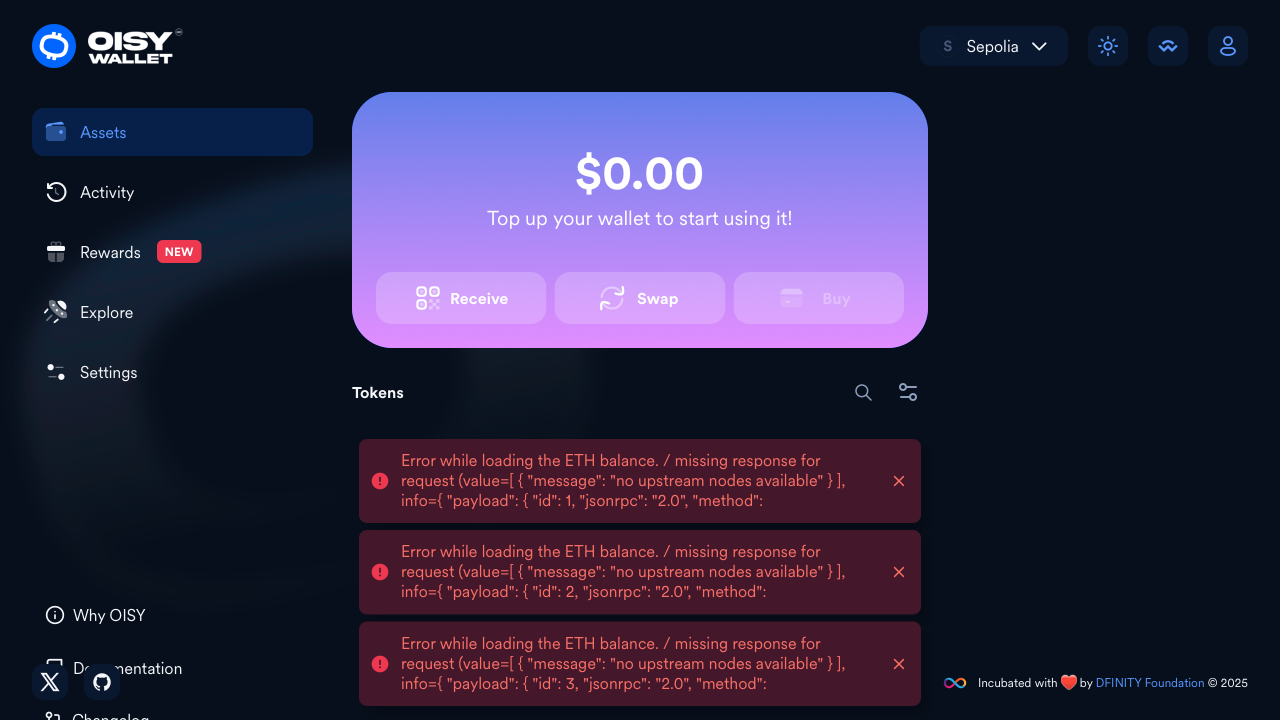 OISY
WALLET
S Sepolia
Assets
Activity
Rewards NEW
Explore
Settings
$0.00
Top up your wallet to start using it!
Receive
Swap
Buy
Tokens
Error while loading the ETH balance. / missing response for
request (value=[ { "message": "no upstream nodes available" } ],
info={ "payload": { "id": 1, "jsonrpc": "2.0", "method":
Error while loading the ETH balance. / missing response for
request (value=[ { "message": "no upstream nodes available" } ],
info={ "payload": { "id": 2, "jsonrpc": "2.0", "method":
Error while loading the ETH balance. / missing response for
request (value=[ { "message": "no upstream nodes available" } ],
info={ "payload": { "id": 3, "jsonrpc": "2.0", "method":
Why OISY
Documentation
Changelog
Incubated with ❤️ by DFINITY Foundation © 2025